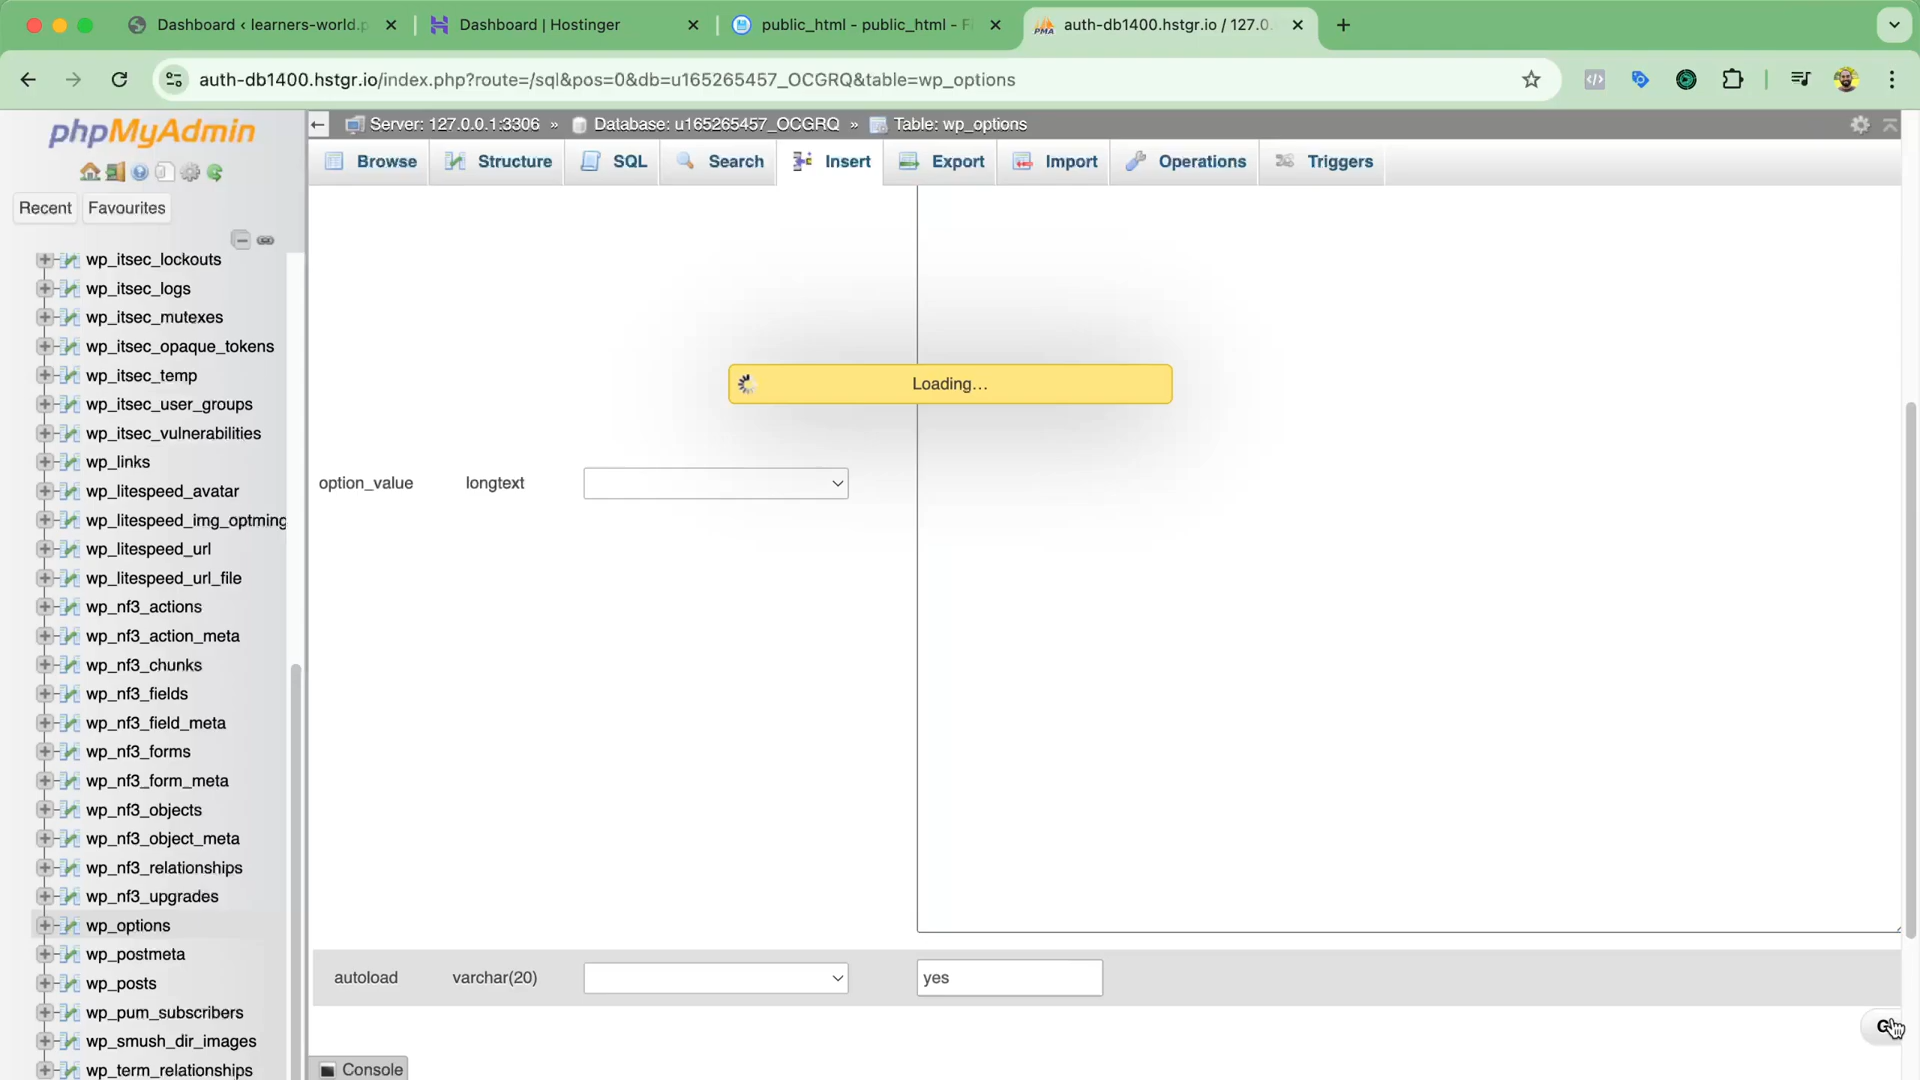 Dashboard ‹ learners-world.p
Dashboard | Hostinger
public_html - public_html - Fi
PMA
auth-db1400.hstgr.io / 127.0.
auth-db1400.hstgr.io/index.php?route=/sql&pos=0&db=u165265457_OCGRQ&table=wp_options
phpMyAdmin
Server: 127.0.0.1:3306 » Database: u165265457_OCGRQ » Table: wp_options
Browse
Structure
SQL
Search
Insert
Export
Import
Operations
Triggers
Recent
Favourites
wp_itsec_lockouts
wp_itsec_logs
wp_itsec_mutexes
wp_itsec_opaque_tokens
wp_itsec_temp
wp_itsec_user_groups
wp_itsec_vulnerabilities
wp_links
wp_litespeed_avatar
wp_litespeed_img_optming
wp_litespeed_url
wp_litespeed_url_file
wp_nf3_actions
wp_nf3_action_meta
wp_nf3_chunks
wp_nf3_fields
wp_nf3_field_meta
wp_nf3_forms
wp_nf3_form_meta
wp_nf3_objects
wp_nf3_object_meta
wp_nf3_relationships
wp_nf3_upgrades
wp_options
wp_postmeta
wp_posts
wp_pum_subscribers
wp_smush_dir_images
wp_term_relationships
Loading…
option_value
longtext
autoload
varchar(20)
yes
Console